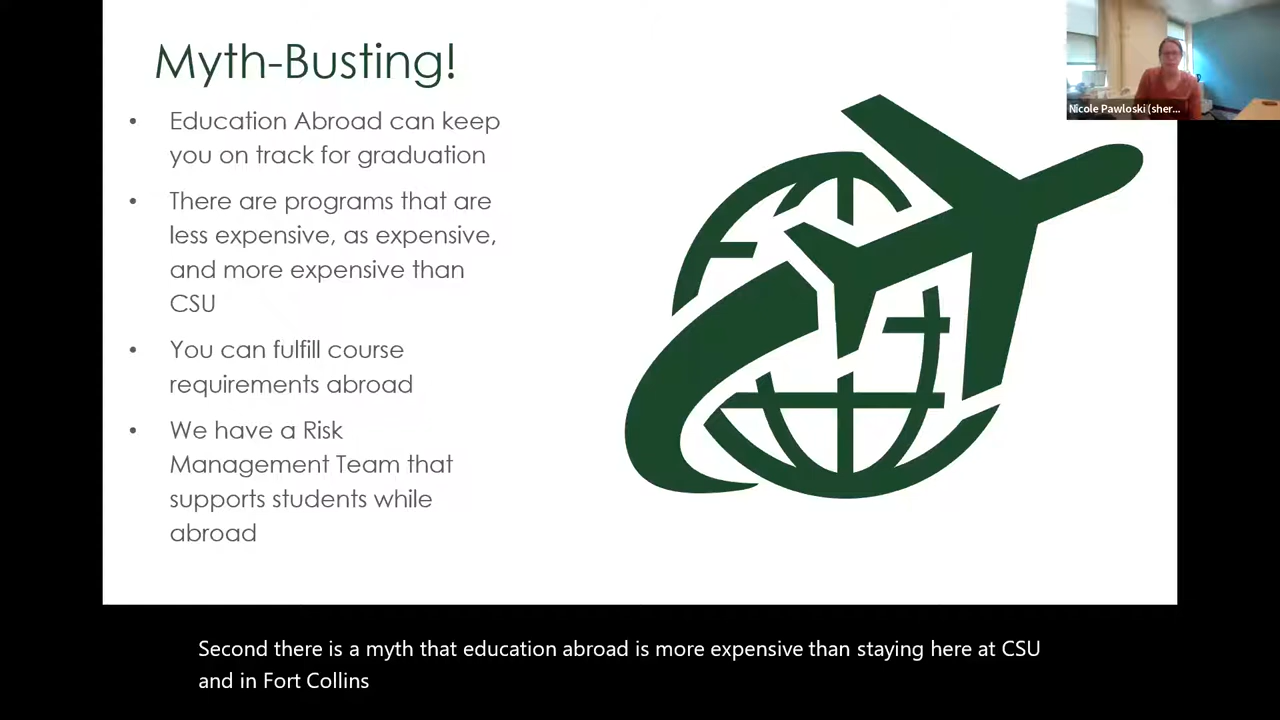 Myth-Busting!
• Education Abroad can keep
you on track for graduation
• There are programs that are
less expensive, as expensive,
and more expensive than
CSU
• You can fulfill course
requirements abroad
• We have a Risk
Management Team that
supports students while
abroad
Nicole Pawloski (sher...
Second there is a myth that education abroad is more expensive than staying here at CSU
and in Fort Collins